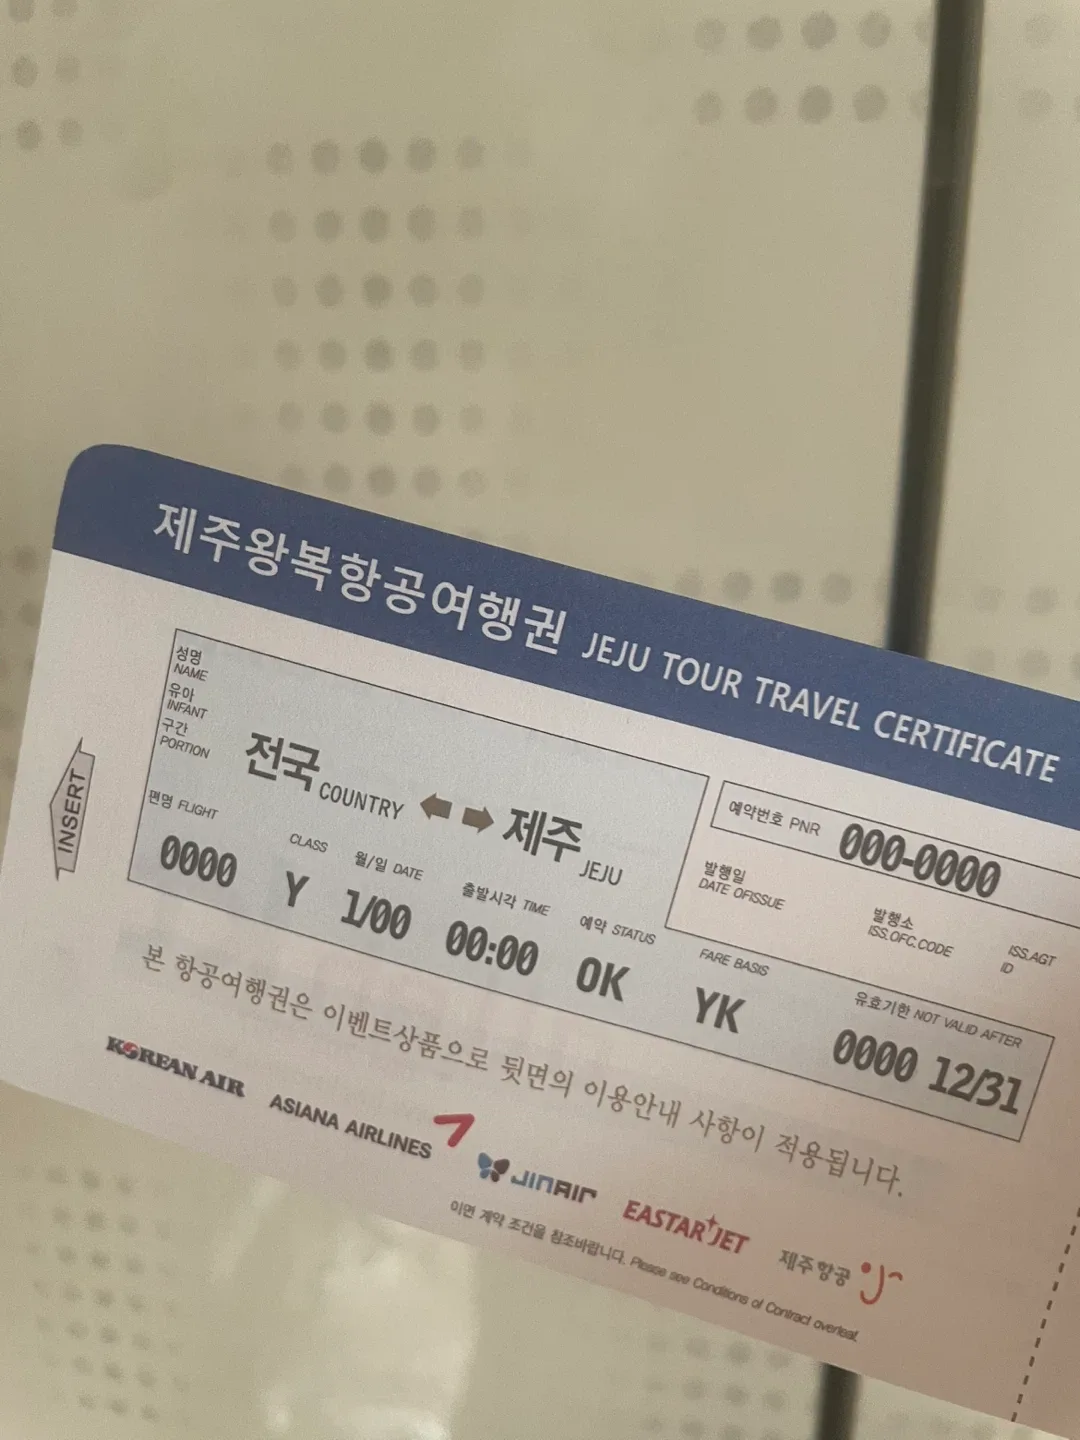 제주왕복항공여행권 JEJU TOUR TRAVEL CERTIFICATE
성명
NAME
유아
INFANT
구간
PORTION
전국 COUNTRY 제주 JEJU
INSERT
편명 FLIGHT
0000
CLASS
Y
월/일 DATE
1/00
출발시각 TIME
00:00
예약 STATUS
OK
예약번호 PNR 000-0000
발행일
DATE OFISSUE
발행소
ISS.OFC.CODE
ISS.AGT
ID
FARE BASIS
YK
유효기한 NOT VALID AFTER
0000 12/31
본 항공여행권은 이벤트상품으로 뒷면의 이용안내 사항이 적용됩니다.
KOREAN AIR
ASIANA AIRLINES
JINAIR
EASTAR JET
제주항공
이면 계약 조건을 참조바랍니다. Please see Conditions of Contract overleaf.